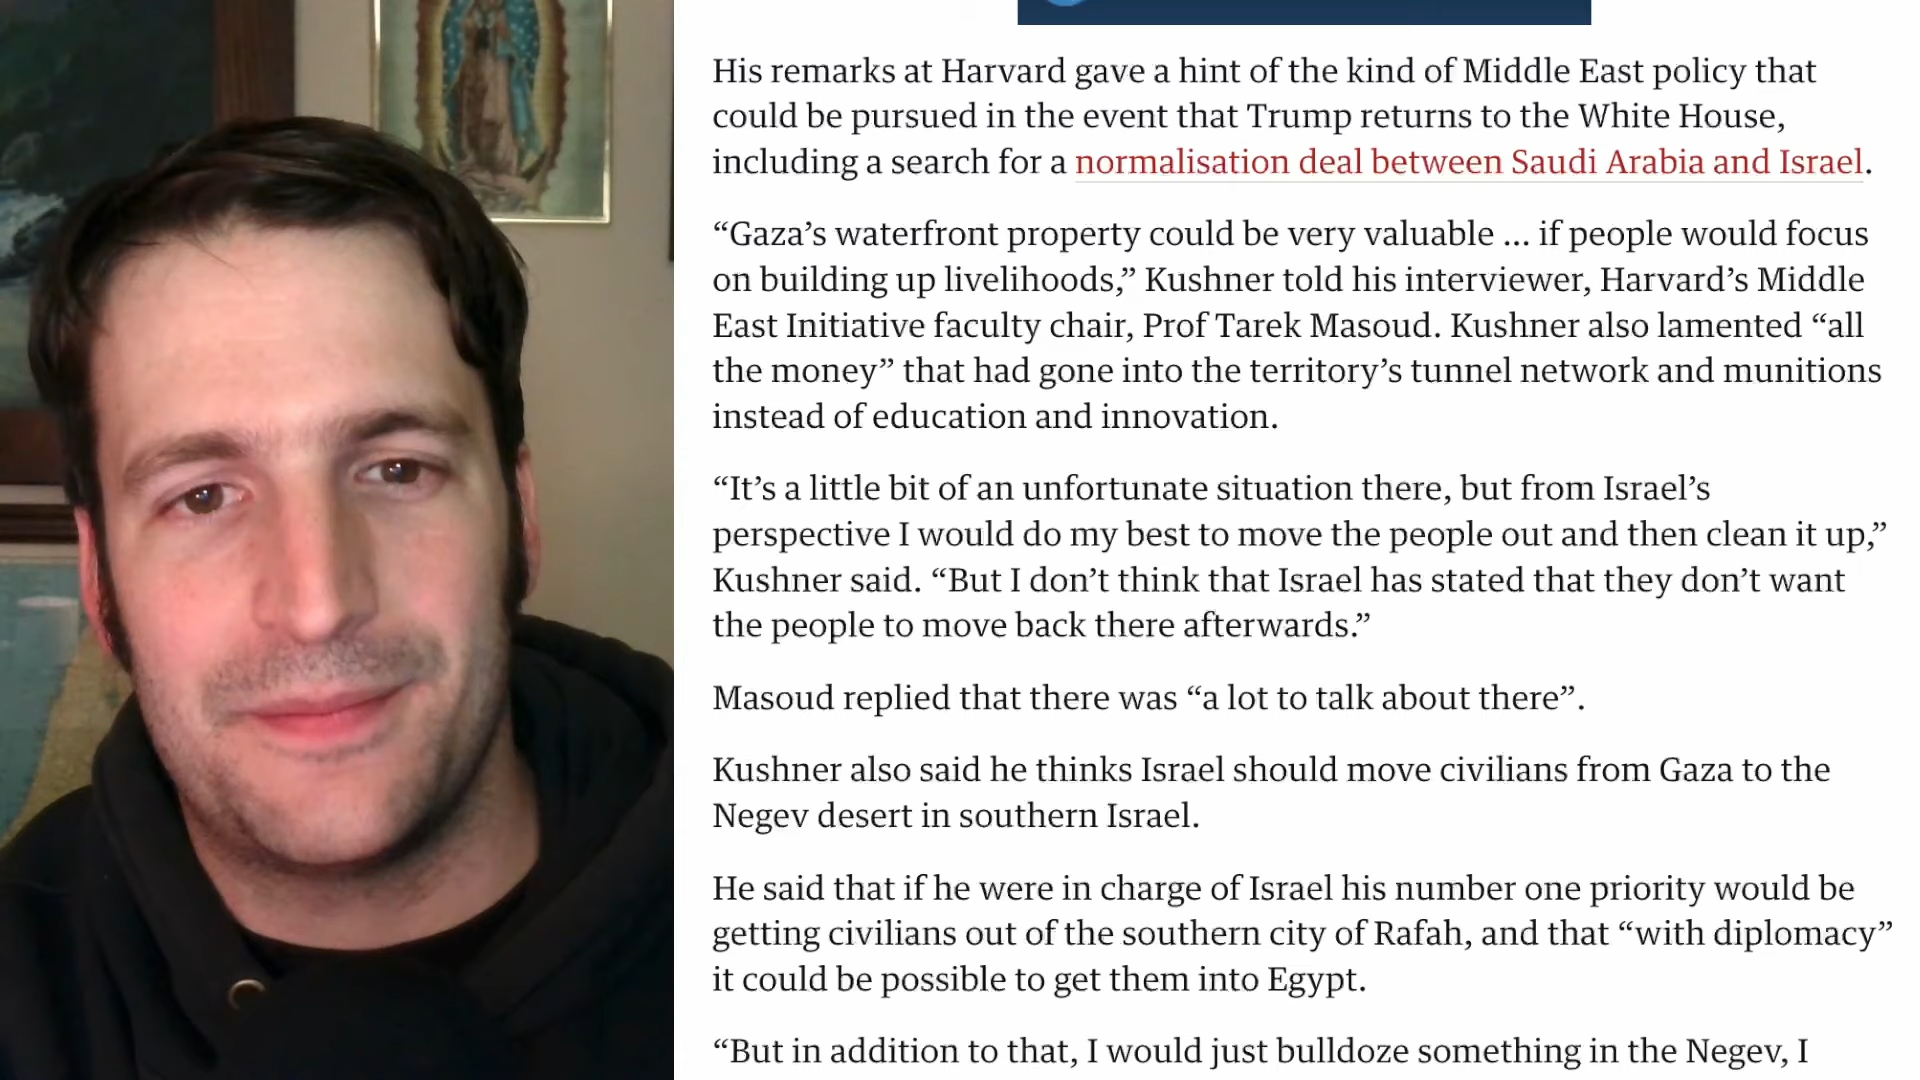 His remarks at Harvard gave a hint of the kind of Middle East policy that
could be pursued in the event that Trump returns to the White House,
including a search for a normalisation deal between Saudi Arabia and Israel.
“Gaza’s waterfront property could be very valuable … if people would focus
on building up livelihoods,” Kushner told his interviewer, Harvard’s Middle
East Initiative faculty chair, Prof Tarek Masoud. Kushner also lamented “all
the money” that had gone into the territory’s tunnel network and munitions
instead of education and innovation.
“It’s a little bit of an unfortunate situation there, but from Israel’s
perspective I would do my best to move the people out and then clean it up,”
Kushner said. “But I don’t think that Israel has stated that they don’t want
the people to move back there afterwards.”
Masoud replied that there was “a lot to talk about there”.
Kushner also said he thinks Israel should move civilians from Gaza to the
Negev desert in southern Israel.
He said that if he were in charge of Israel his number one priority would be
getting civilians out of the southern city of Rafah, and that “with diplomacy”
it could be possible to get them into Egypt.
“But in addition to that, I would just bulldoze something in the Negev, I